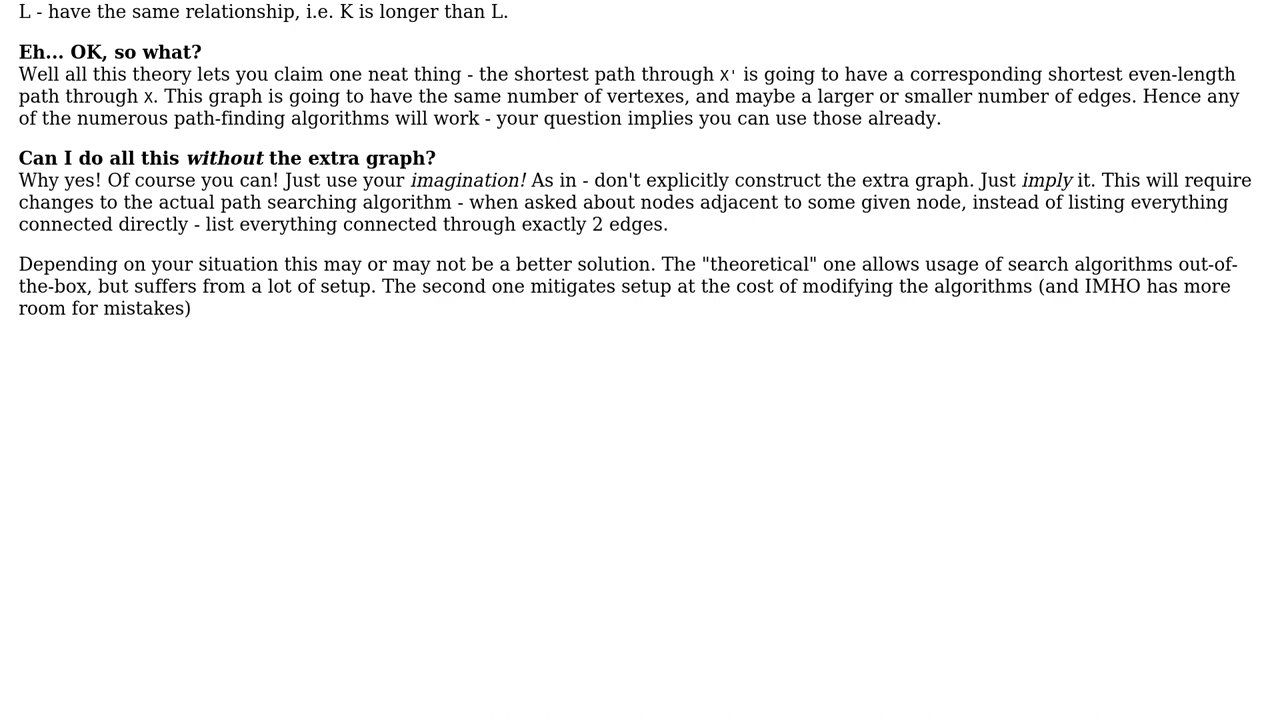 L - have the same relationship, i.e. K is longer than L.
Eh... OK, so what?
Well all this theory lets you claim one neat thing - the shortest path through X' is going to have a corresponding shortest even-length
path through X. This graph is going to have the same number of vertexes, and maybe a larger or smaller number of edges. Hence any
of the numerous path-finding algorithms will work - your question implies you can use those already.
Can I do all this without the extra graph?
Why yes! Of course you can! Just use your imagination! As in - don't explicitly construct the extra graph. Just imply it. This will require
changes to the actual path searching algorithm - when asked about nodes adjacent to some given node, instead of listing everything
connected directly - list everything connected through exactly 2 edges.
Depending on your situation this may or may not be a better solution. The "theoretical" one allows usage of search algorithms out-of-
the-box, but suffers from a lot of setup. The second one mitigates setup at the cost of modifying the algorithms (and IMHO has more
room for mistakes)